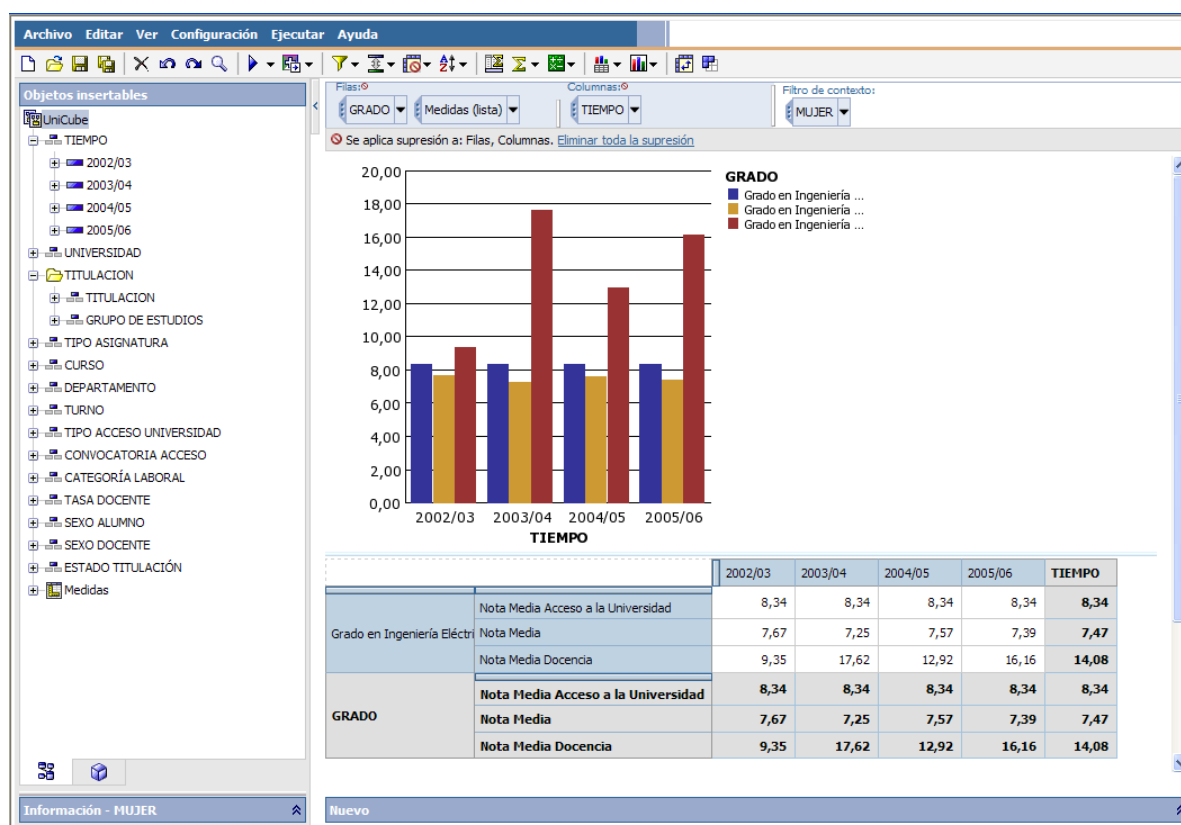 Archivo Editar Ver Configuración Ejecutar Ayuda
Objetos insertables
UniCube
TIEMPO
2002/03
2003/04
2004/05
2005/06
UNIVERSIDAD
TITULACION
TITULACION
GRUPO DE ESTUDIOS
TIPO ASIGNATURA
CURSO
DEPARTAMENTO
TURNO
TIPO ACCESO UNIVERSIDAD
CONVOCATORIA ACCESO
CATEGORÍA LABORAL
TASA DOCENTE
SEXO ALUMNO
SEXO DOCENTE
ESTADO TITULACIÓN
Medidas
Información - MUJER
Filas: Columnas: Filtro de contexto:
GRADO Medidas (lista) TIEMPO MUJER
Se aplica supresión a: Filas, Columnas. Eliminar toda la supresión
20,00
18,00
16,00
14,00
12,00
10,00
8,00
6,00
4,00
2,00
0,00
2002/03 2003/04 2004/05 2005/06
TIEMPO
GRADO
Grado en Ingeniería ...
Grado en Ingeniería ...
Grado en Ingeniería ...
2002/03 2003/04 2004/05 2005/06 TIEMPO
Grado en Ingeniería Eléctri
Nota Media Acceso a la Universidad 8,34 8,34 8,34 8,34 8,34
Nota Media 7,67 7,25 7,57 7,39 7,47
Nota Media Docencia 9,35 17,62 12,92 16,16 14,08
GRADO
Nota Media Acceso a la Universidad 8,34 8,34 8,34 8,34 8,34
Nota Media 7,67 7,25 7,57 7,39 7,47
Nota Media Docencia 9,35 17,62 12,92 16,16 14,08
Nuevo